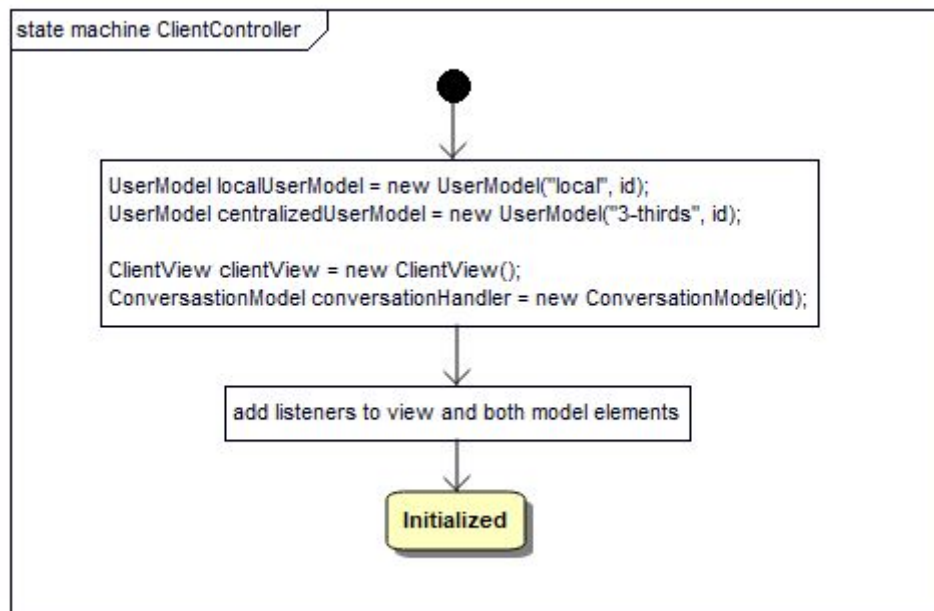 state machine ClientController
UserModel localUserModel = new UserModel("local", id);
UserModel centralizedUserModel = new UserModel("3-thirds", id);
ClientView clientView = new ClientView();
ConversastionModel conversationHandler = new ConversationModel(id);
add listeners to view and both model elements
Initialized